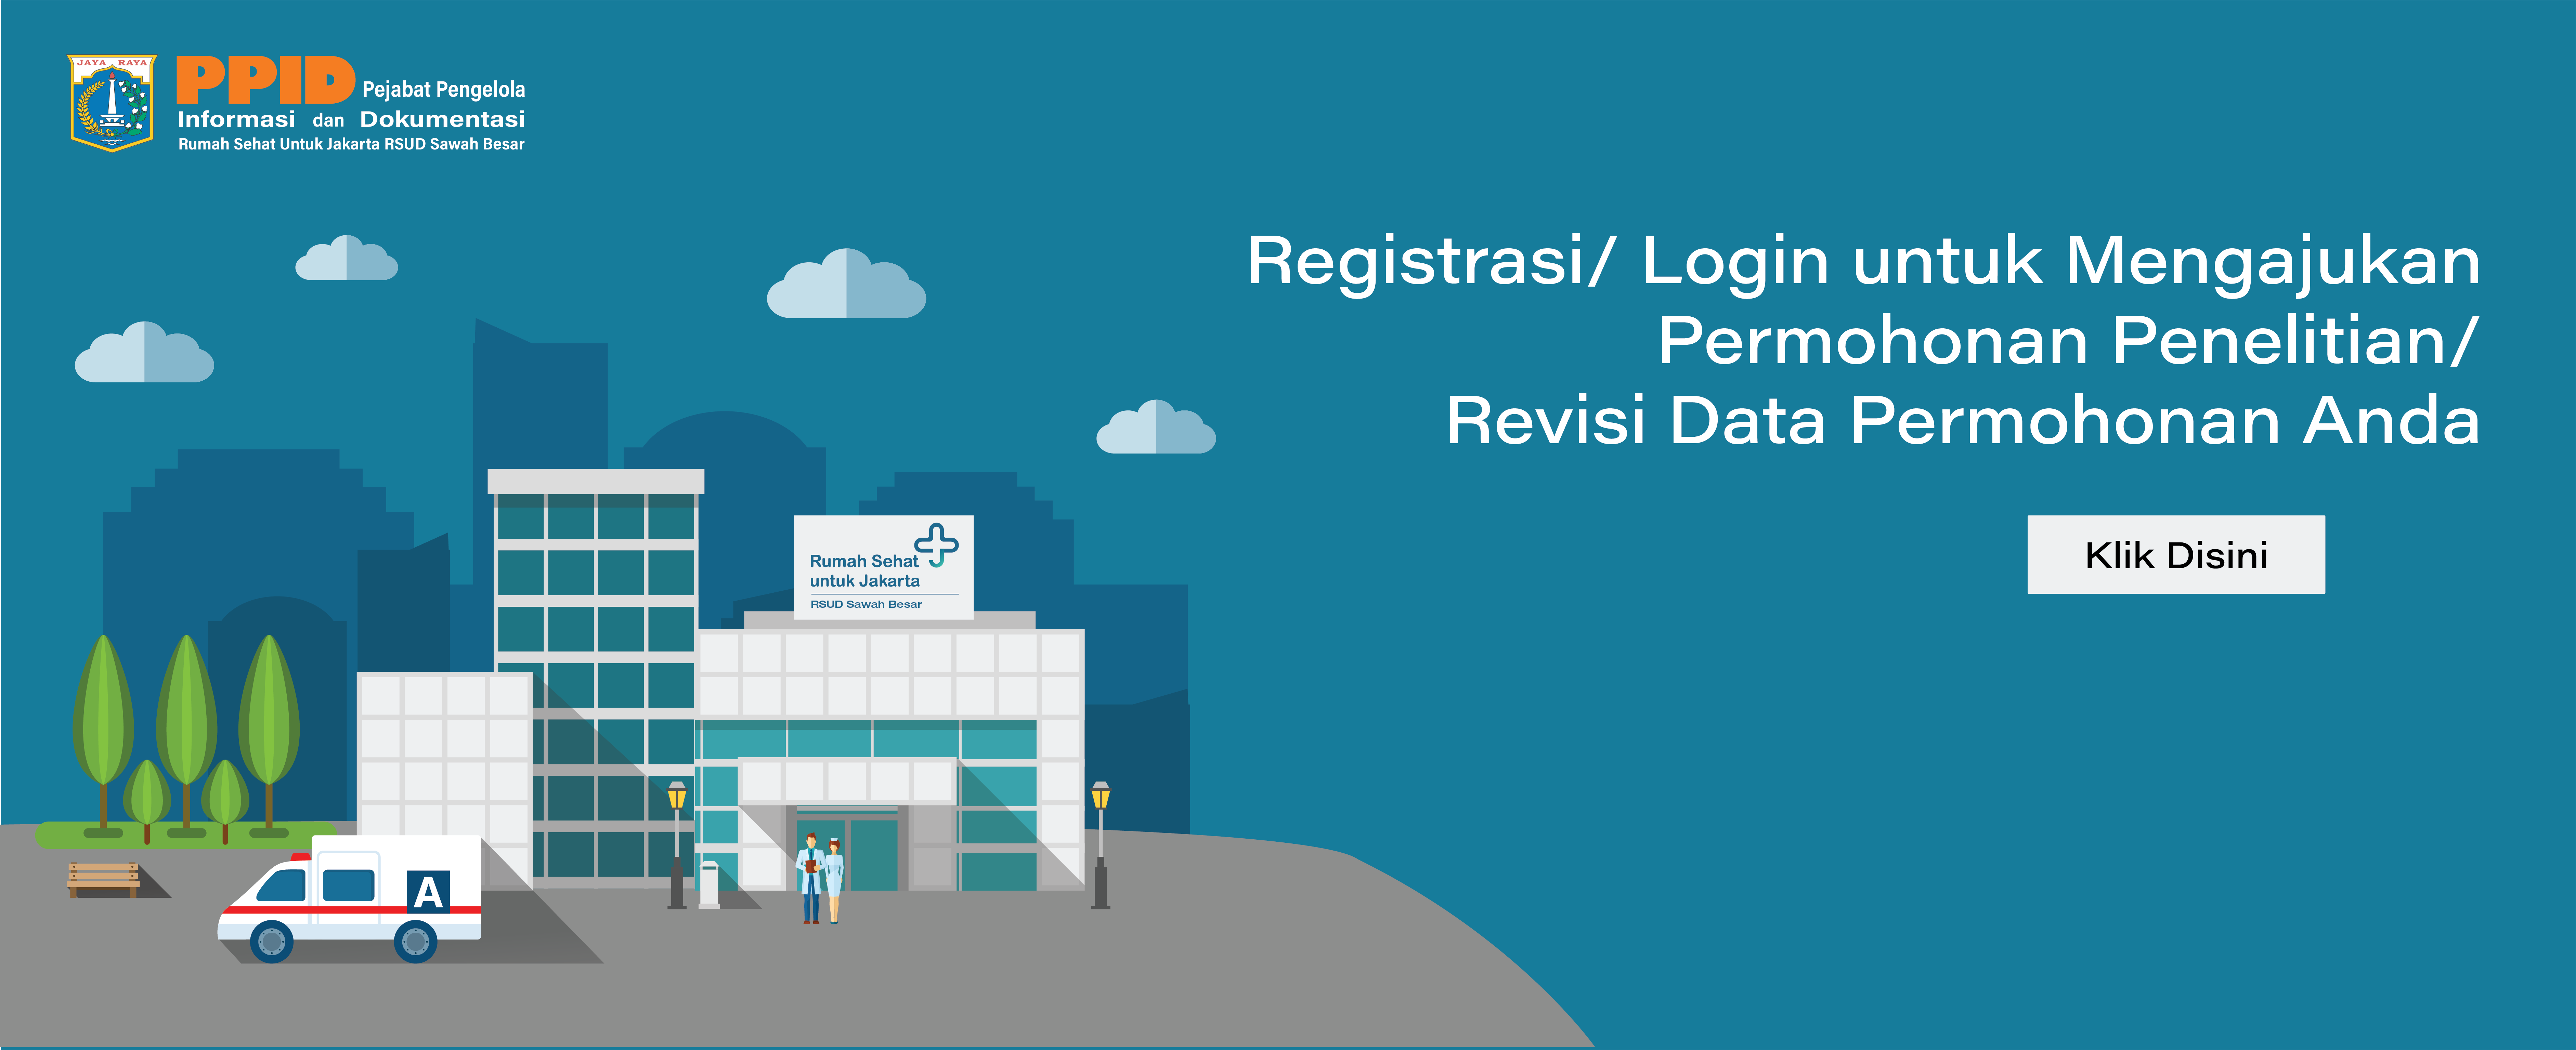 JAYA RAYA
PPID Pejabat Pengelola
Informasi dan Dokumentasi
Rumah Sehat Untuk Jakarta RSUD Sawah Besar
Registrasi/ Login untuk Mengajukan
Permohonan Penelitian/
Revisi Data Permohonan Anda
Klik Disini
Rumah Sehat
untuk Jakarta
RSUD Sawah Besar
A